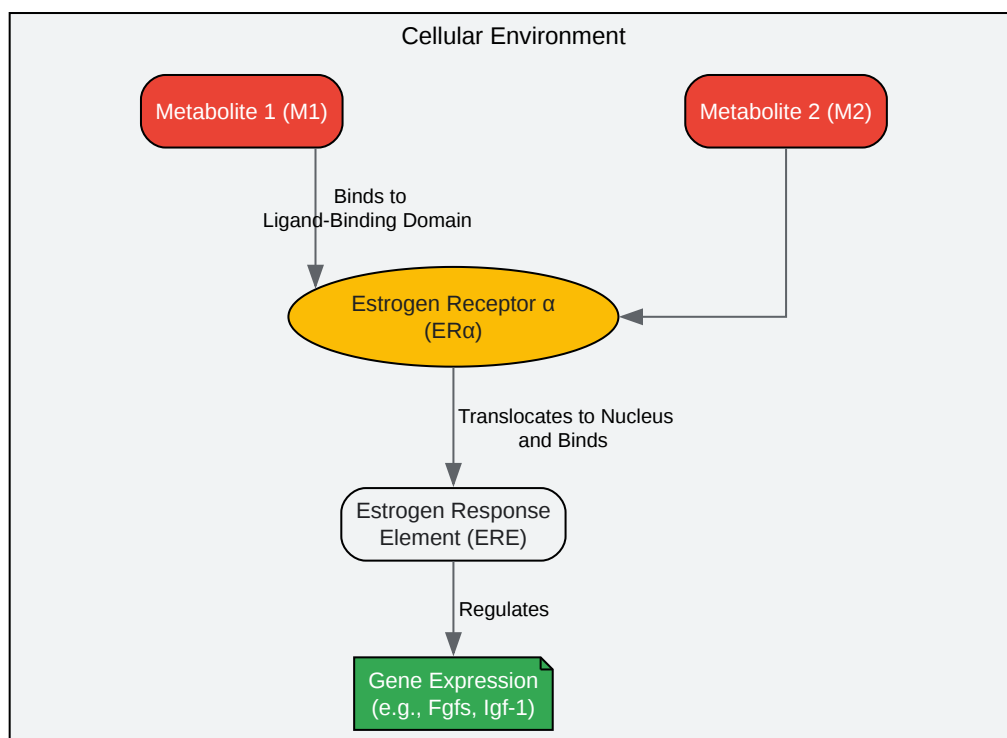 Cellular Environment
Metabolite 1 (M1)
Metabolite 2 (M2)
Binds to
Ligand-Binding Domain
Estrogen Receptor α
(ERα)
Translocates to Nucleus
and Binds
Estrogen Response
Element (ERE)
Regulates
Gene Expression
(e.g., Fgfs, Igf-1)